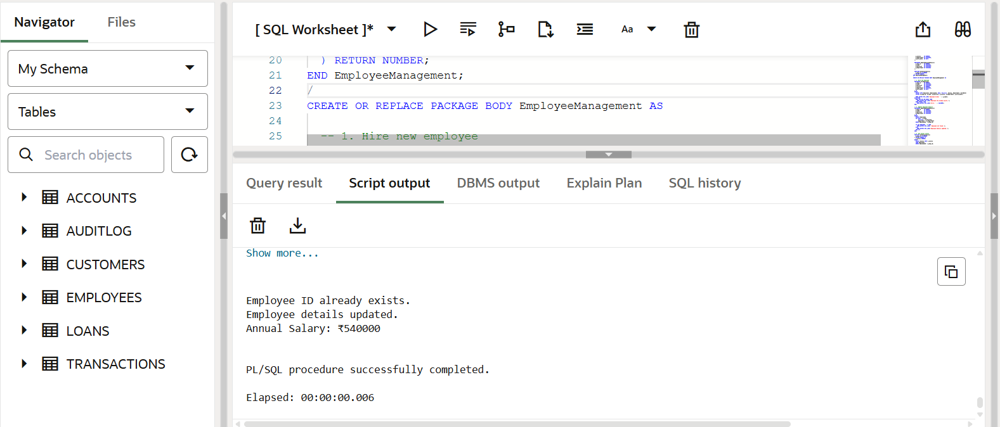 Navigator
Files
My Schema
Tables
Search objects
ACCOUNTS
AUDITLOG
CUSTOMERS
EMPLOYEES
LOANS
TRANSACTIONS
[ SQL Worksheet ]*
Aa
20 ) RETURN NUMBER;
21 END EmployeeManagement;
22 /
23 CREATE OR REPLACE PACKAGE BODY EmployeeManagement AS
24
25 -- 1. Hire new employee
Query result
Script output
DBMS output
Explain Plan
SQL history
Show more...
Employee ID already exists.
Employee details updated.
Annual Salary: ₹540000
PL/SQL procedure successfully completed.
Elapsed: 00:00:00.006